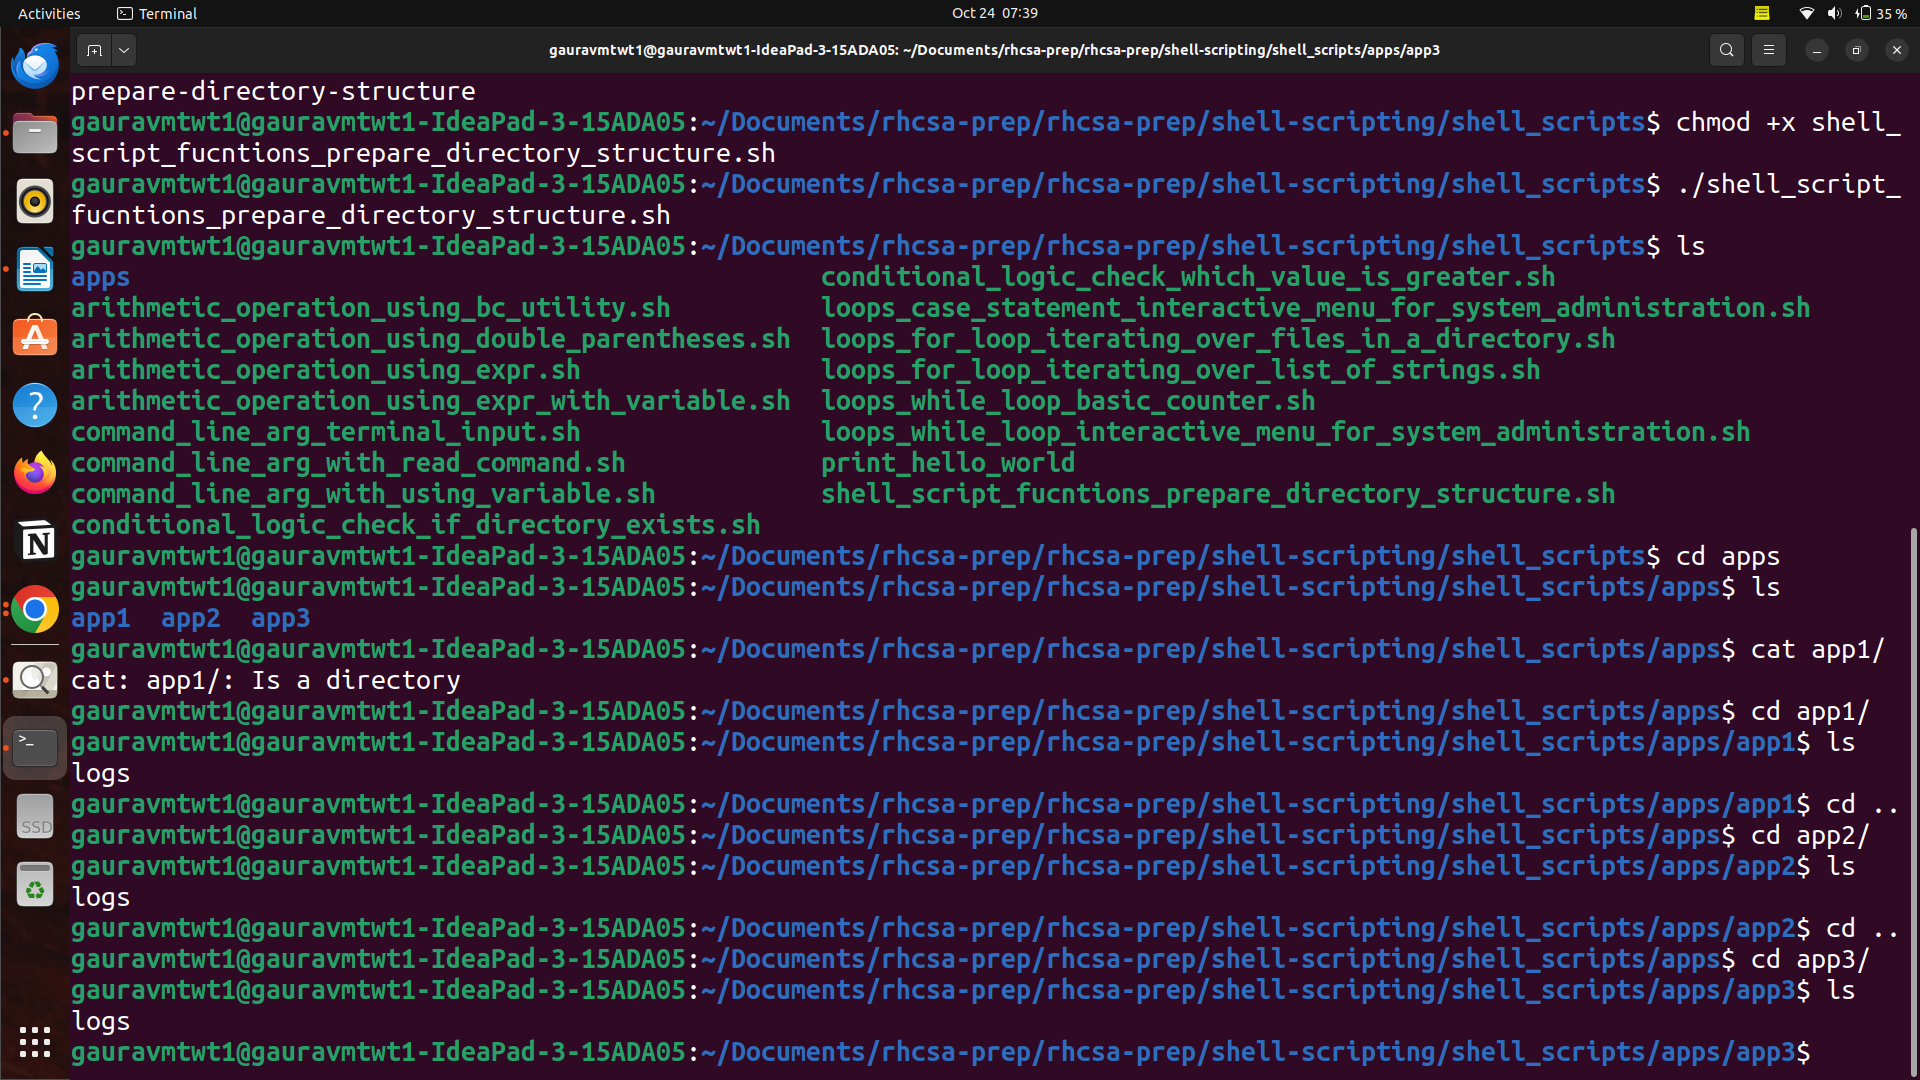 Activities Terminal Oct 24 07:39 35 %
gauravmtwt1@gauravmtwt1-IdeaPad-3-15ADA05: ~/Documents/rhcsa-prep/rhcsa-prep/shell-scripting/shell_scripts/apps/app3
prepare-directory-structure
gauravmtwt1@gauravmtwt1-IdeaPad-3-15ADA05:~/Documents/rhcsa-prep/rhcsa-prep/shell-scripting/shell_scripts$ chmod +x shell_
script_fucntions_prepare_directory_structure.sh
gauravmtwt1@gauravmtwt1-IdeaPad-3-15ADA05:~/Documents/rhcsa-prep/rhcsa-prep/shell-scripting/shell_scripts$ ./shell_script_
fucntions_prepare_directory_structure.sh
gauravmtwt1@gauravmtwt1-IdeaPad-3-15ADA05:~/Documents/rhcsa-prep/rhcsa-prep/shell-scripting/shell_scripts$ ls
apps conditional_logic_check_which_value_is_greater.sh
arithmetic_operation_using_bc_utility.sh loops_case_statement_interactive_menu_for_system_administration.sh
arithmetic_operation_using_double_parentheses.sh loops_for_loop_iterating_over_files_in_a_directory.sh
arithmetic_operation_using_expr.sh loops_for_loop_iterating_over_list_of_strings.sh
arithmetic_operation_using_expr_with_variable.sh loops_while_loop_basic_counter.sh
command_line_arg_terminal_input.sh loops_while_loop_interactive_menu_for_system_administration.sh
command_line_arg_with_read_command.sh print_hello_world
command_line_arg_with_using_variable.sh shell_script_fucntions_prepare_directory_structure.sh
conditional_logic_check_if_directory_exists.sh
gauravmtwt1@gauravmtwt1-IdeaPad-3-15ADA05:~/Documents/rhcsa-prep/rhcsa-prep/shell-scripting/shell_scripts$ cd apps
gauravmtwt1@gauravmtwt1-IdeaPad-3-15ADA05:~/Documents/rhcsa-prep/rhcsa-prep/shell-scripting/shell_scripts/apps$ ls
app1 app2 app3
gauravmtwt1@gauravmtwt1-IdeaPad-3-15ADA05:~/Documents/rhcsa-prep/rhcsa-prep/shell-scripting/shell_scripts/apps$ cat app1/
cat: app1/: Is a directory
gauravmtwt1@gauravmtwt1-IdeaPad-3-15ADA05:~/Documents/rhcsa-prep/rhcsa-prep/shell-scripting/shell_scripts/apps$ cd app1/
gauravmtwt1@gauravmtwt1-IdeaPad-3-15ADA05:~/Documents/rhcsa-prep/rhcsa-prep/shell-scripting/shell_scripts/apps/app1$ ls
logs
gauravmtwt1@gauravmtwt1-IdeaPad-3-15ADA05:~/Documents/rhcsa-prep/rhcsa-prep/shell-scripting/shell_scripts/apps/app1$ cd ..
gauravmtwt1@gauravmtwt1-IdeaPad-3-15ADA05:~/Documents/rhcsa-prep/rhcsa-prep/shell-scripting/shell_scripts/apps$ cd app2/
gauravmtwt1@gauravmtwt1-IdeaPad-3-15ADA05:~/Documents/rhcsa-prep/rhcsa-prep/shell-scripting/shell_scripts/apps/app2$ ls
logs
gauravmtwt1@gauravmtwt1-IdeaPad-3-15ADA05:~/Documents/rhcsa-prep/rhcsa-prep/shell-scripting/shell_scripts/apps/app2$ cd ..
gauravmtwt1@gauravmtwt1-IdeaPad-3-15ADA05:~/Documents/rhcsa-prep/rhcsa-prep/shell-scripting/shell_scripts/apps$ cd app3/
gauravmtwt1@gauravmtwt1-IdeaPad-3-15ADA05:~/Documents/rhcsa-prep/rhcsa-prep/shell-scripting/shell_scripts/apps/app3$ ls
logs
gauravmtwt1@gauravmtwt1-IdeaPad-3-15ADA05:~/Documents/rhcsa-prep/rhcsa-prep/shell-scripting/shell_scripts/apps/app3$
SSD